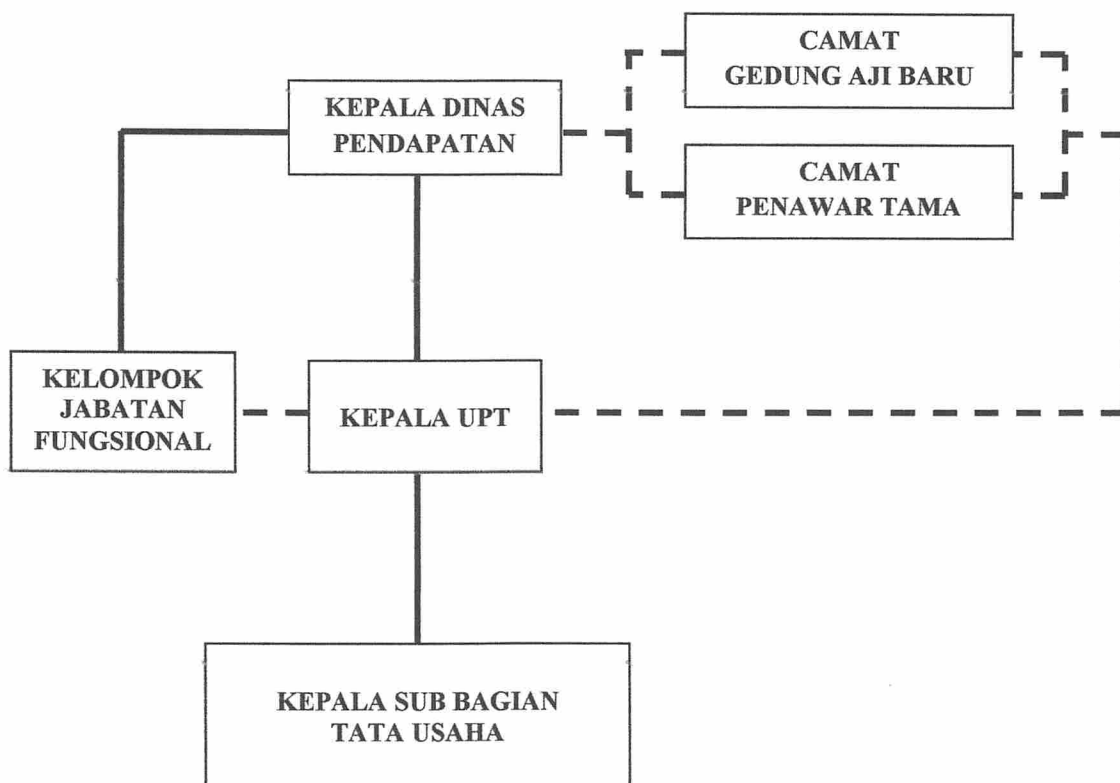 CAMAT
GEDUNG AJI BARU
KEPALA DINAS
PENDAPATAN
CAMAT
PENAWAR TAMA
KELOMPOK
JABATAN
FUNGSIONAL
KEPALA UPT
KEPALA SUB BAGIAN
TATA USAHA